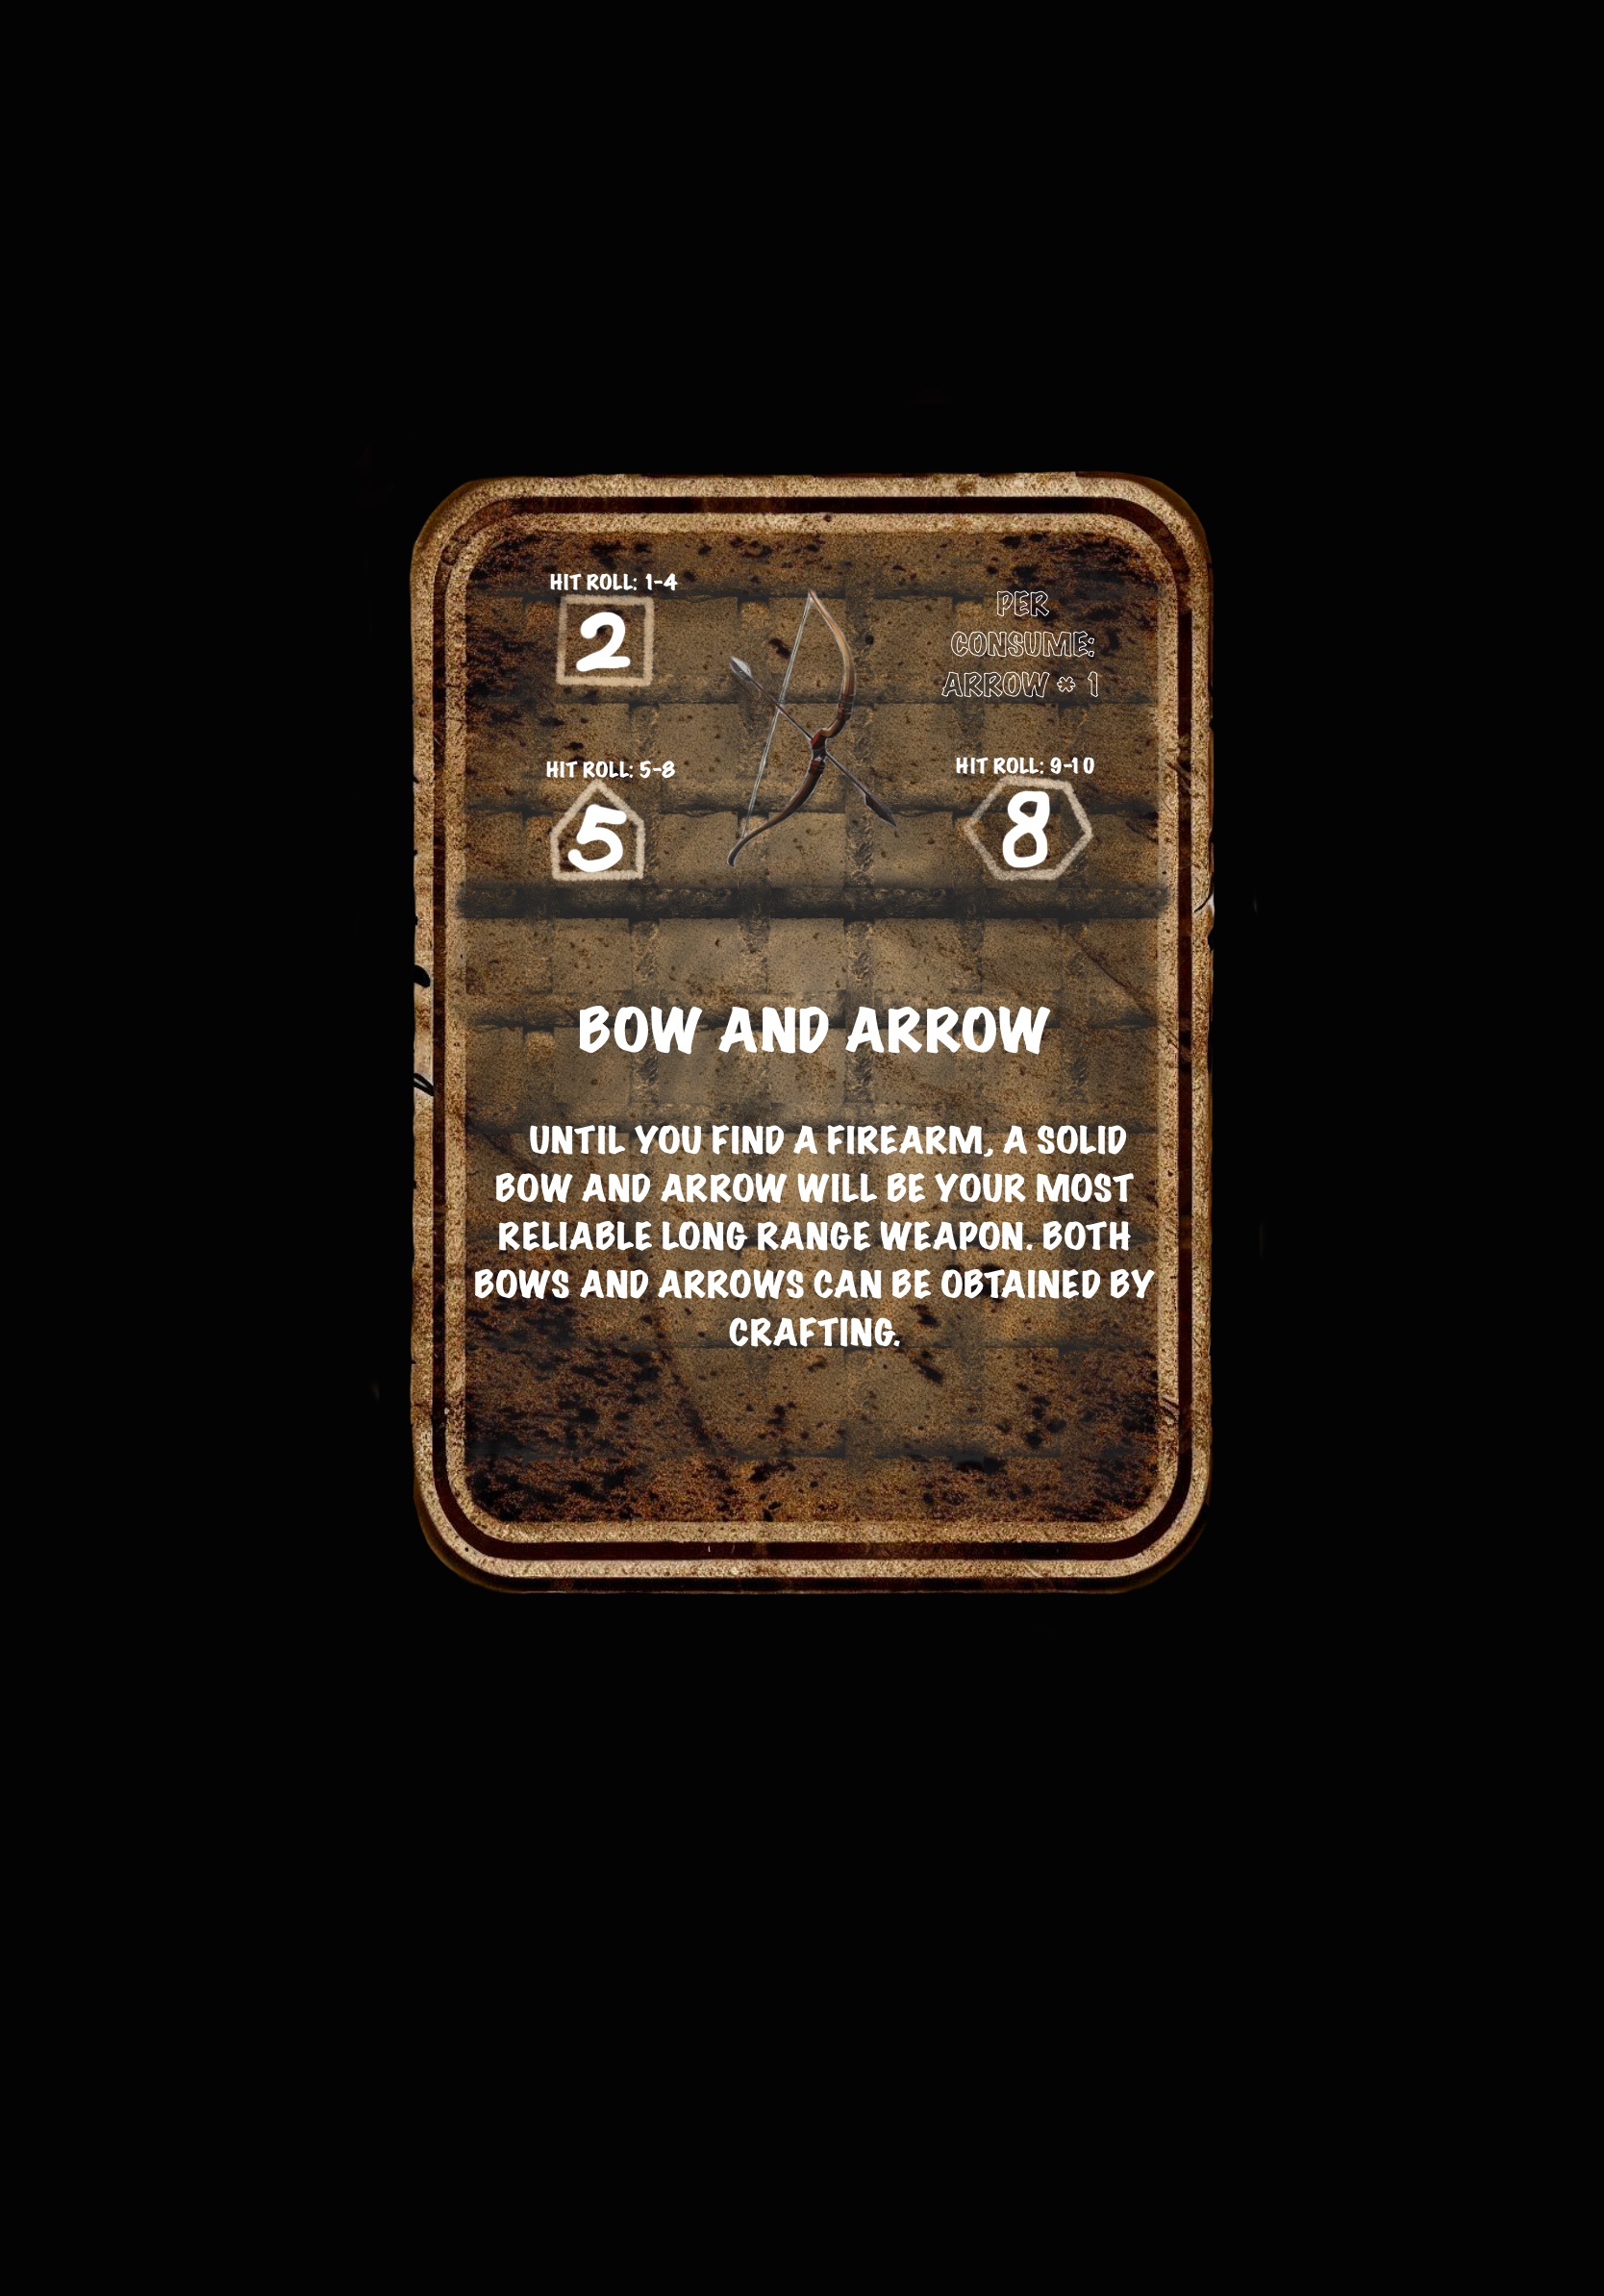 HIT ROLL: 1-4
2
PER
CONSUME:
ARROW * 1
HIT ROLL: 5-8
5
HIT ROLL: 9-10
8
BOW AND ARROW
UNTIL YOU FIND A FIREARM, A SOLID
BOW AND ARROW WILL BE YOUR MOST
RELIABLE LONG RANGE WEAPON. BOTH
BOWS AND ARROWS CAN BE OBTAINED BY
CRAFTING.